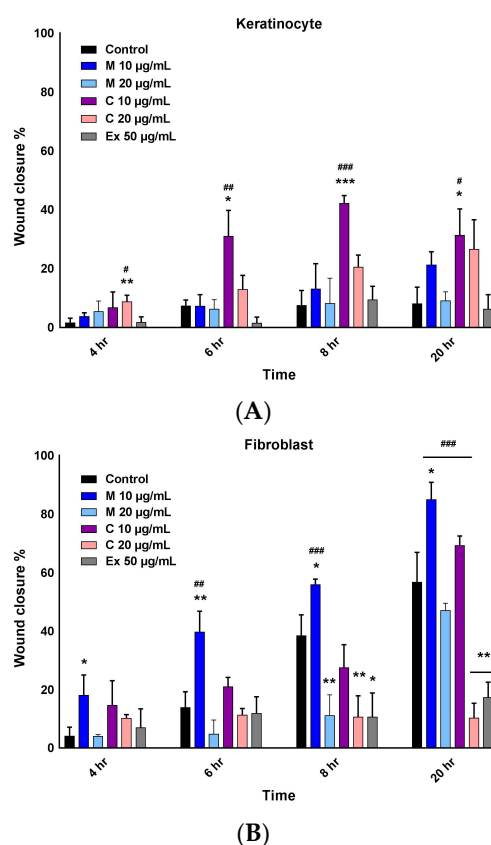 Keratinocyte
100
80
60
40
20
0
Wound closure %
Control
M 10 µg/mL
M 20 µg/mL
C 10 µg/mL
C 20 µg/mL
Ex 50 µg/mL
#
**
##
*
###
***
#
*
4 hr
6 hr
8 hr
20 hr
Time
(A)
Fibroblast
100
80
60
40
20
0
Wound closure %
Control
M 10 µg/mL
M 20 µg/mL
C 10 µg/mL
C 20 µg/mL
Ex 50 µg/mL
*
##
**
###
*
**
**
*
###
*
**
4 hr
6 hr
8 hr
20 hr
Time
(B)